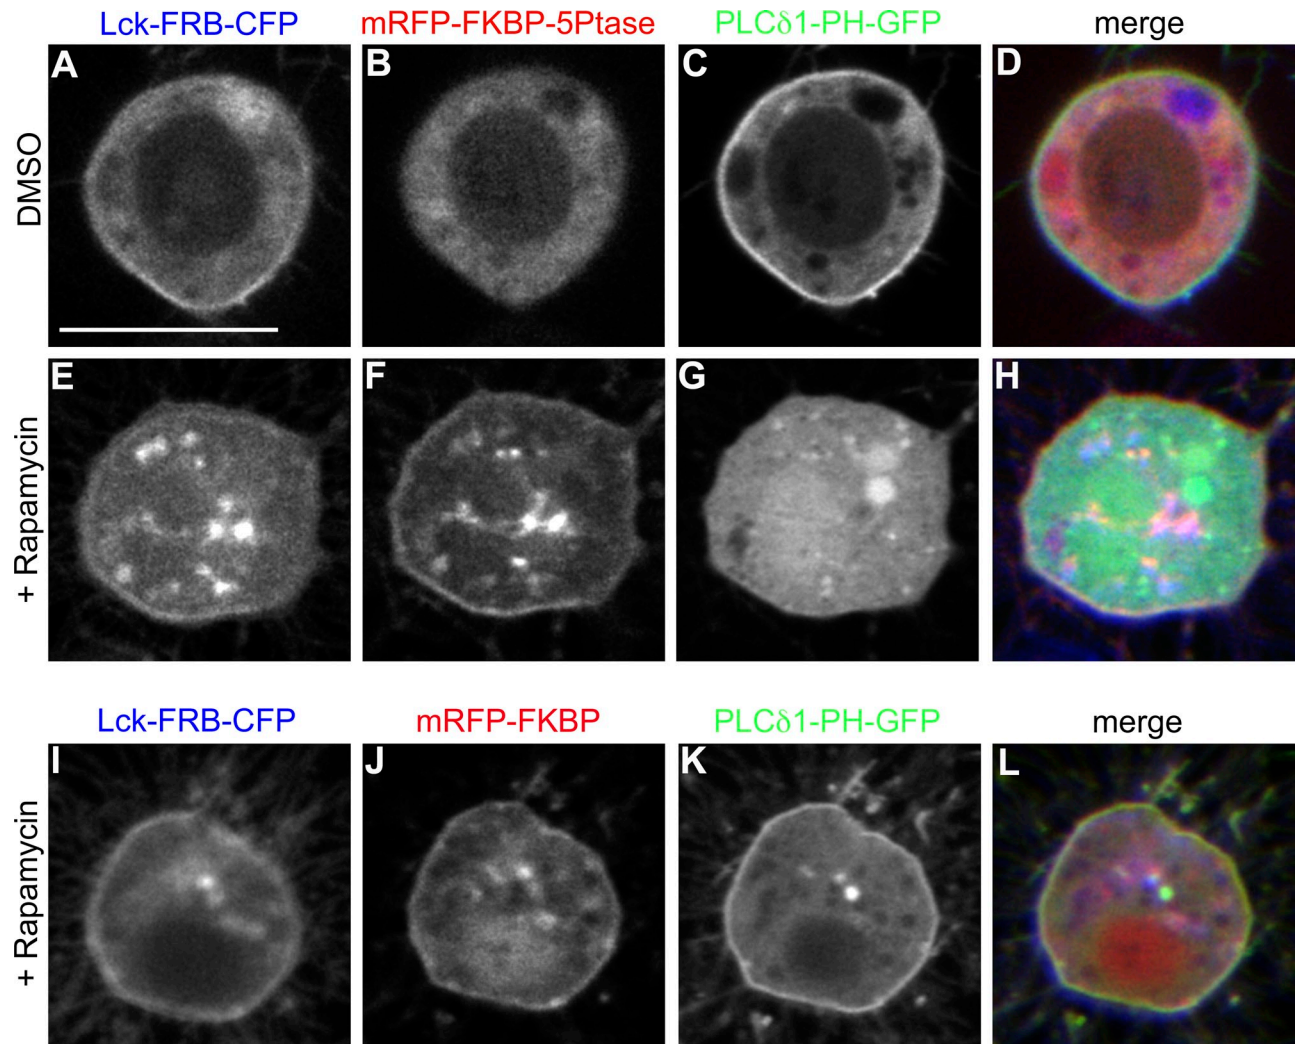 Lck-FRB-CFP mRFP-FKBP-5Ptase PLCδ1-PH-GFP merge
A B C D
DMSO
E F G H
+ Rapamycin
Lck-FRB-CFP mRFP-FKBP PLCδ1-PH-GFP merge
I J K L
+ Rapamycin